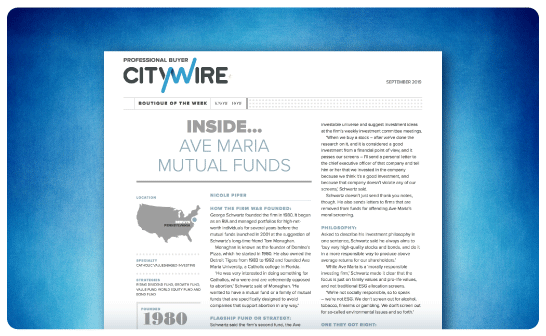 PROFESSIONAL BUYER
CITYWIRE
SEPTEMBER 2019
BOUTIQUE OF THE WEEK
INSIDE...
AVE MARIA
MUTUAL FUNDS
LOCATION
PENNSYLVANIA
SPECIALITY
CATHOLIC VALUES-BASED INVESTING
STRATEGIES
RISING DIVIDEND FUND, GROWTH FUND,
VALUE FUND, WORLD EQUITY FUND AND
BOND FUND
FOUNDED
1980
NICOLE PIPER
HOW THE FIRM WAS FOUNDED:
George Schwartz founded the firm in 1980. It began
as an RIA and managed portfolios for high-net
worth individuals for several years before the
mutual funds launched in 2001 at the suggestion of
Schwartz's long-time friend Tom Monaghan.
Monaghan is known as the founder of Domino's
Pizza, which he started in 1960. He also owned the
Detroit Tigers from 1983 to 1992 and founded Ave
Maria University, a Catholic college in Florida.
'He was very interested in doing something for
Catholics, who are and were vehemently opposed
to abortion,' Schwartz said of Monaghan. 'He
wanted to have a mutual fund or a family of mutual
funds that are specifically designed to avoid
companies that support abortion in any way.'
FLAGSHIP FUND OR STRATEGY:
Schwartz said the firm's second fund, the Ave
investable universe and suggest investment ideas
at the firm's weekly investment committee meetings.
'When we buy a stock – after we've done the
research on it, and it is considered a good
investment from a financial point of view, and it
passes our screens – I'll send a personal letter to
the chief executive officer of that company and tell
him or her that we invested in the company
because we think it's a good investment, and
because that company doesn't violate any of our
screens,' Schwartz said.
Schwartz doesn't just send thank you notes,
though. He also sends letters to firms that are
removed from the funds for offending Ave Maria's
moral screening.
PHILOSOPHY:
Asked to describe his investment philosophy in
one sentence, Schwartz said he always aims to
'buy very high-quality stocks and bonds, and do it
in a more responsible way to produce above
average returns for our shareholders.'
While Ave Maria is a 'morally responsible
investing firm,' Schwartz made it clear that the
focus is just on family values and pro-life values,
and not traditional ESG allocation screens.
'We're not socially responsible, so to speak
– we're not ESG. We don't screen out for alcohol,
tobacco, firearms or gambling. We don't screen out
for so-called environmental issues and so forth.'
ONE THEY GOT RIGHT: